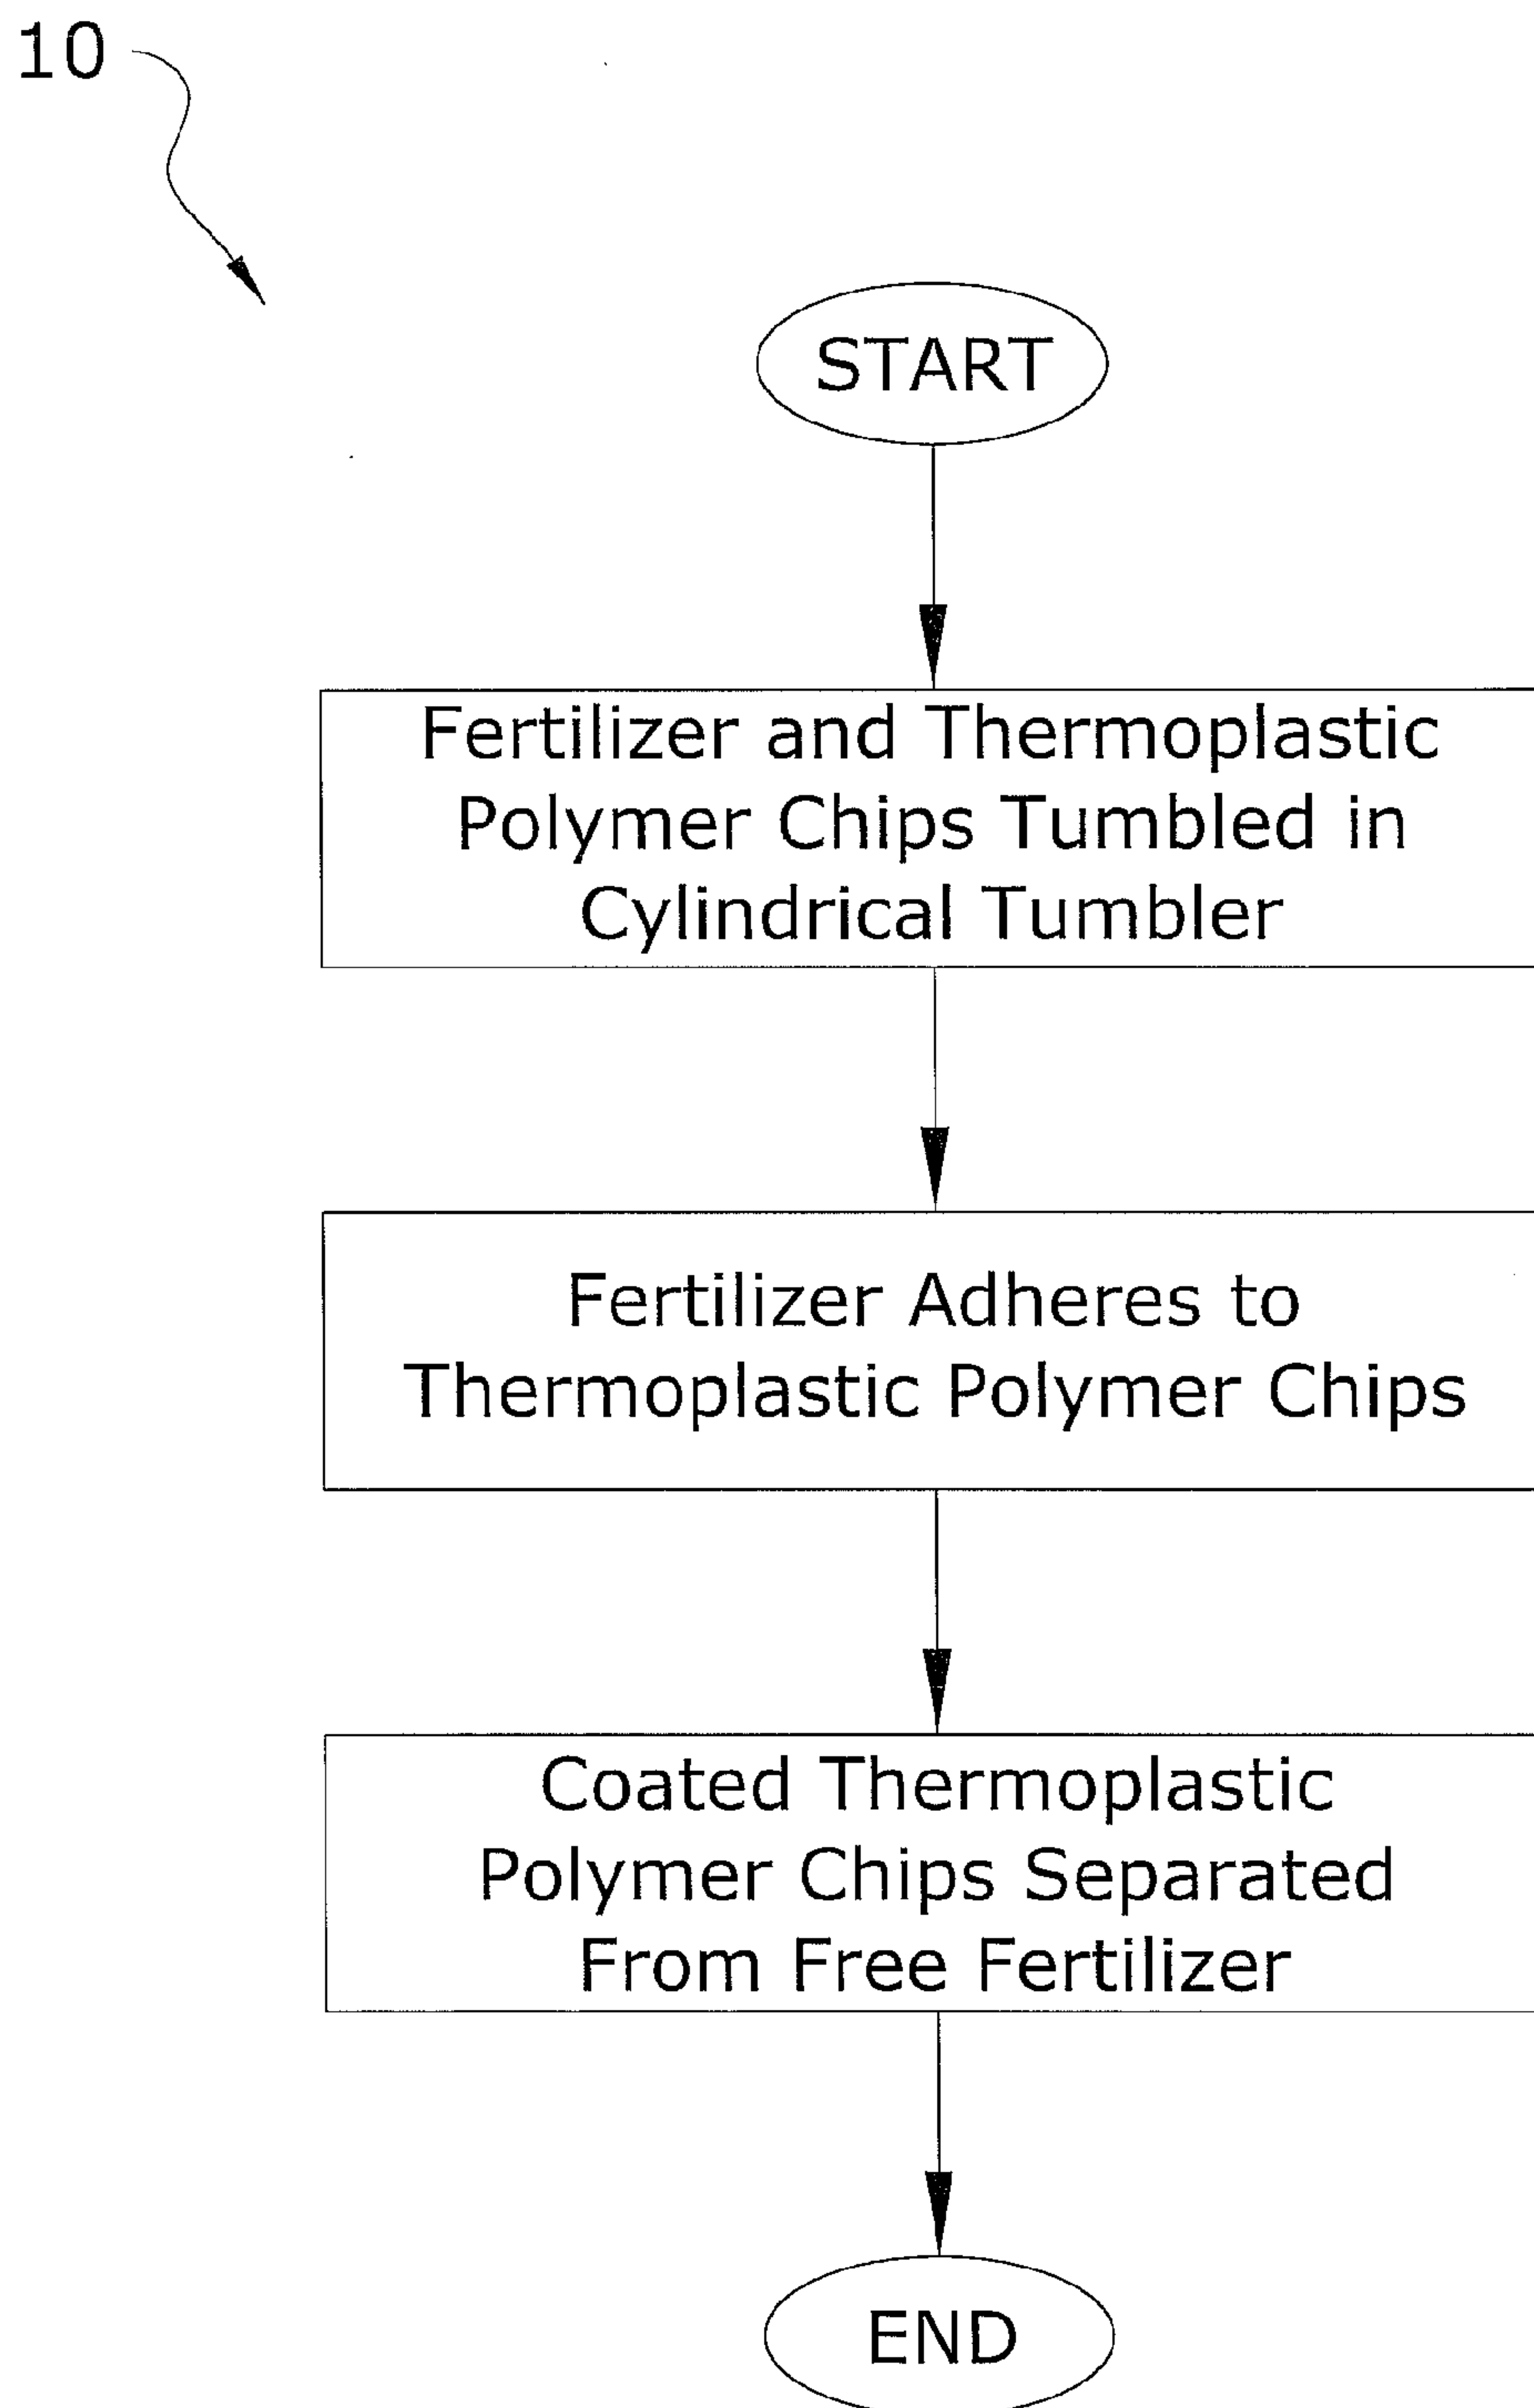 10
START
Fertilizer and Thermoplastic
Polymer Chips Tumbled in
Cylindrical Tumbler
Fertilizer Adheres to
Thermoplastic Polymer Chips
Coated Thermoplastic
Polymer Chips Separated
From Free Fertilizer
END